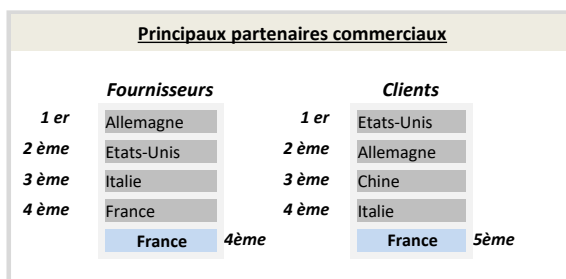 Principaux partenaires commerciaux
Fournisseurs Clients
1 er Allemagne 1 er Etats-Unis
2 ème Etats-Unis 2 ème Allemagne
3 ème Italie 3 ème Chine
4 ème France 4 ème Italie
France 4ème France 5ème